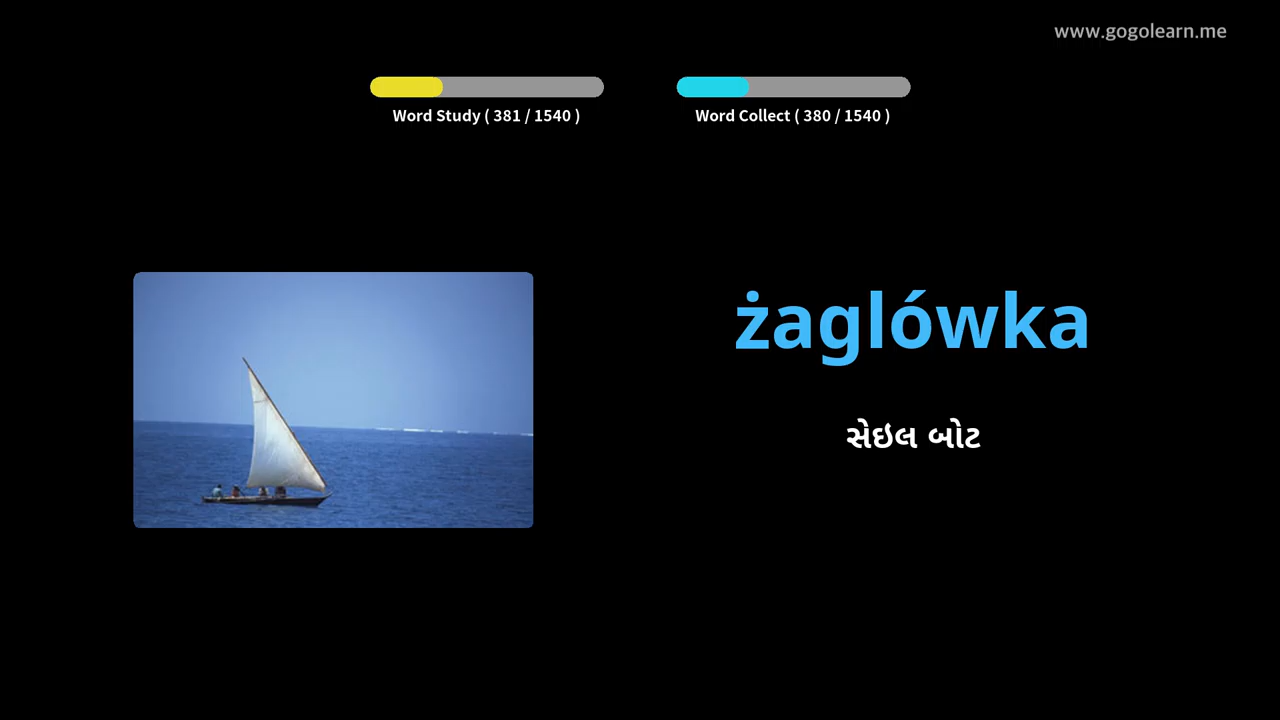 www.gogolearn.me
Word Study ( 381 / 1540 )
Word Collect ( 380 / 1540 )
żaglówka
સેઇલ બોટ